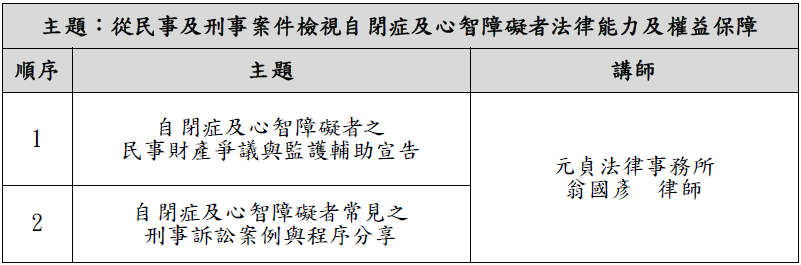 主題：從民事及刑事案件檢視自閉症及心智障礙者法律能力及權益保障
順序 主題 講師
1
自閉症及心智障礙者之
民事財產爭議與監護輔助宣告
元貞法律事務所
翁國彥　律師
2
自閉症及心智障礙者常見之
刑事訴訟案例與程序分享